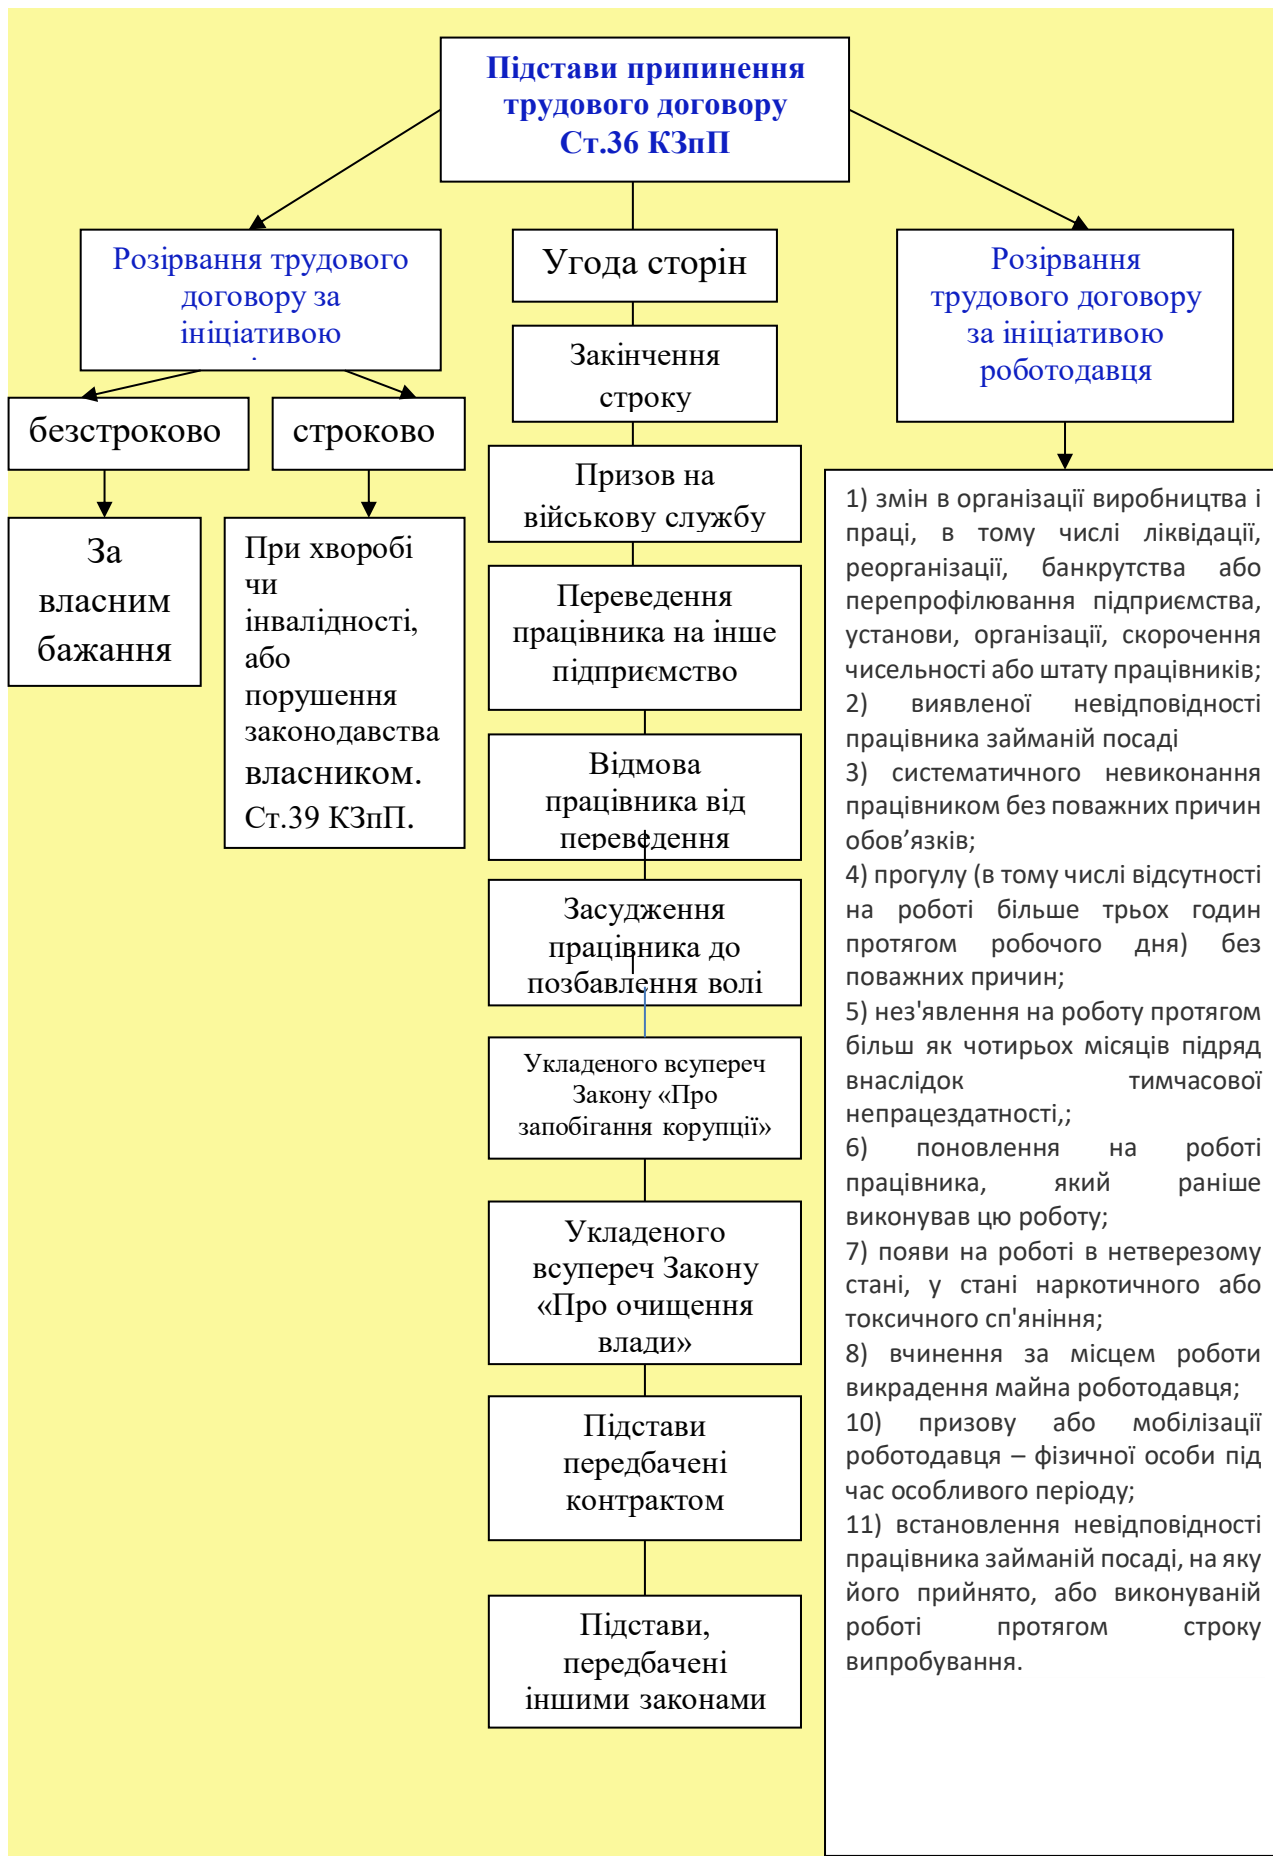 Підстави припинення
трудового договору
Ст.36 КЗпП
Розірвання трудового
договору за
ініціативою
безстроково
строково
За
власним
бажання
При хворобі
чи
інвалідності,
або
порушення
законодавства
власником.
Ст.39 КЗпП.
Угода сторін
Закінчення
строку
Призов на
військову службу
Переведення
працівника на інше
підприємство
Відмова
працівника від
переведення
Засудження
працівника до
позбавлення волі
Укладеного всупереч
Закону «Про
запобігання корупції»
Укладеного
всупереч Закону
«Про очищення
влади»
Підстави
передбачені
контрактом
Підстави,
передбачені
іншими законами
Розірвання
трудового договору
за ініціативою
роботодавця
1) змін в організації виробництва і
праці, в тому числі ліквідації,
реорганізації, банкрутства або
перепрофілювання підприємства,
установи, організації, скорочення
чисельності або штату працівників;
2) виявленої невідповідності
працівника займаній посаді
3) систематичного невиконання
працівником без поважних причин
обов’язків;
4) прогулу (в тому числі відсутності
на роботі більше трьох годин
протягом робочого дня) без
поважних причин;
5) нез'явлення на роботу протягом
більш як чотирьох місяців підряд
внаслідок тимчасової
непрацездатності,;
6) поновлення на роботі
працівника, який раніше
виконував цю роботу;
7) появи на роботі в нетверезому
стані, у стані наркотичного або
токсичного сп'яніння;
8) вчинення за місцем роботи
викрадення майна роботодавця;
10) призову або мобілізації
роботодавця – фізичної особи під
час особливого періоду;
11) встановлення невідповідності
працівника займаній посаді, на яку
його прийнято, або виконуваній
роботі протягом строку
випробування.